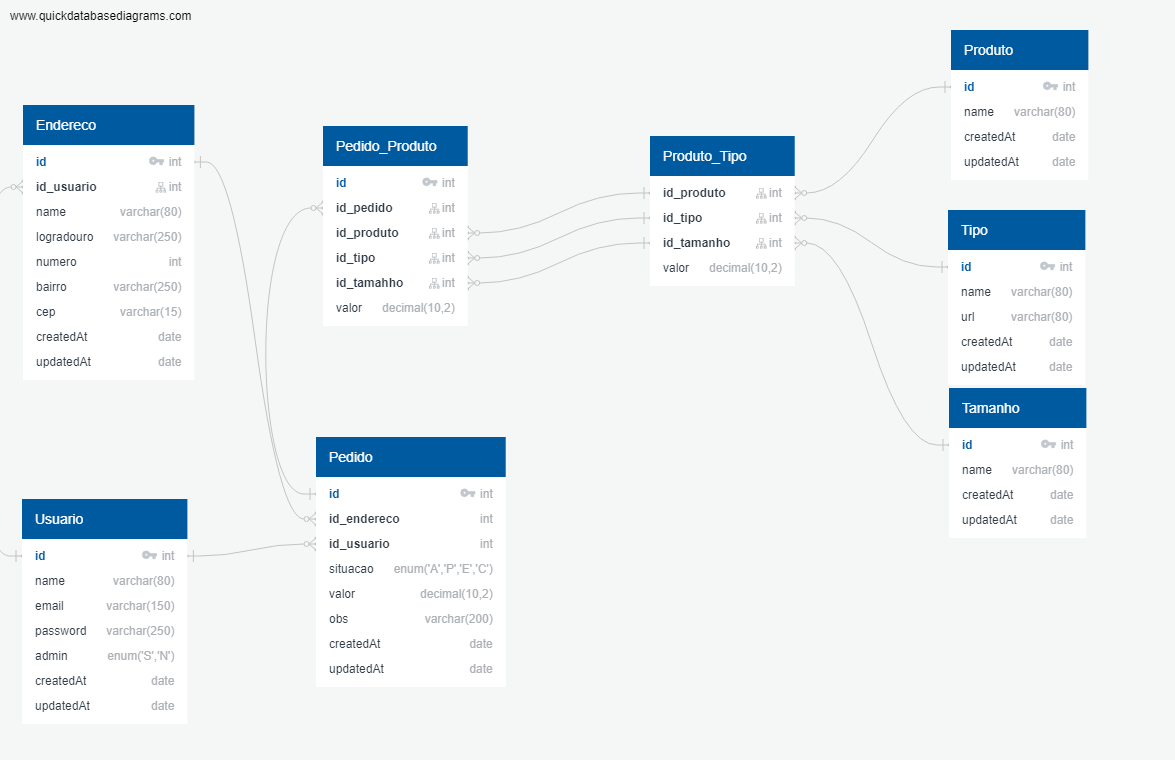 www.quickdatabasediagrams.com
Endereco
id int
id_usuario int
name varchar(80)
logradouro varchar(250)
numero int
bairro varchar(250)
cep varchar(15)
createdAt date
updatedAt date
Pedido_Produto
id int
id_pedido int
id_produto int
id_tipo int
id_tamahho int
valor decimal(10,2)
Produto_Tipo
id_produto int
id_tipo int
id_tamanho int
valor decimal(10,2)
Produto
id int
name varchar(80)
createdAt date
updatedAt date
Tipo
id int
name varchar(80)
url varchar(80)
createdAt date
updatedAt date
Tamanho
id int
name varchar(80)
createdAt date
updatedAt date
Pedido
id int
id_endereco int
id_usuario int
situacao enum('A','P','E','C')
valor decimal(10,2)
obs varchar(200)
createdAt date
updatedAt date
Usuario
id int
name varchar(80)
email varchar(150)
password varchar(250)
admin enum('S','N')
createdAt date
updatedAt date